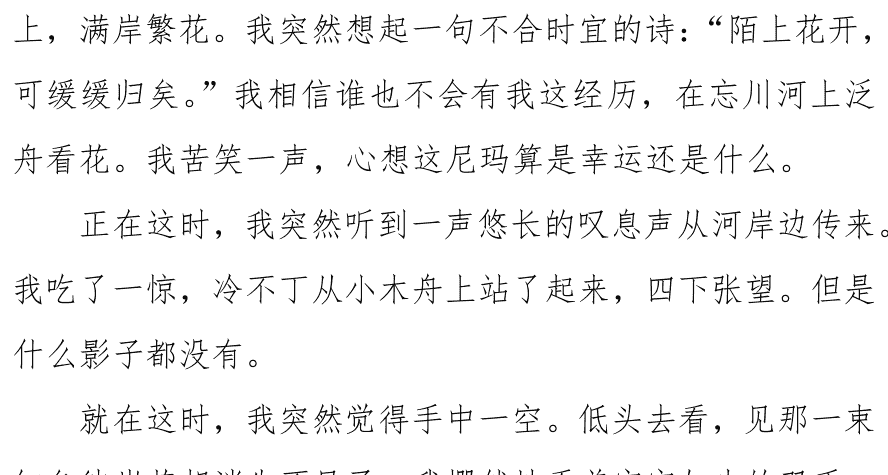 上，满岸繁花。我突然想起一句不合时宜的诗：“陌上花开，
可缓缓归矣。”我相信谁也不会有我这经历，在忘川河上泛
舟看花。我苦笑一声，心想这尼玛算是幸运还是什么。
正在这时，我突然听到一声悠长的叹息声从河岸边传来。
我吃了一惊，冷不丁从小木舟上站了起来，四下张望。但是
什么影子都没有。
就在这时，我突然觉得手中一空。低头去看，见那一束